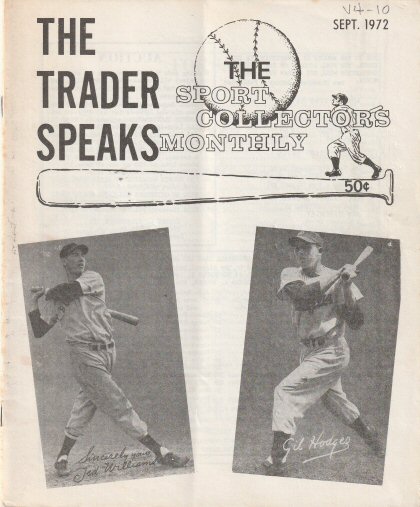 V4-10
SEPT. 1972
THE
TRADER
SPEAKS
THE
SPORT
COLLECTORS
MONTHLY
50¢
Sincerely yours
Ted Williams
Gil Hodges